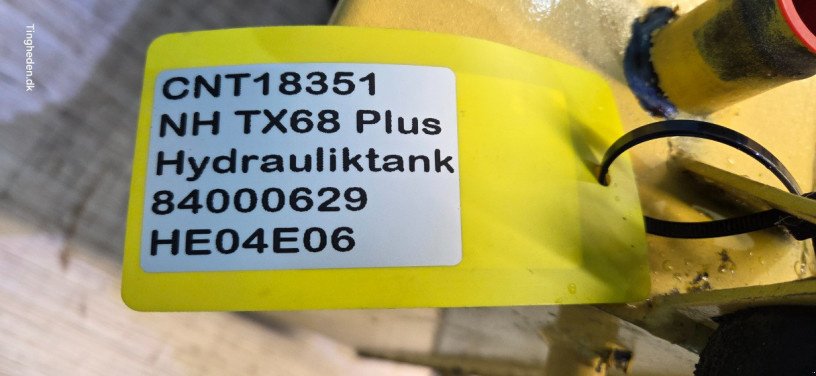 CNT18351
NH TX68 Plus
Hydrauliktank
84000629
HE04E06
Tingheden.dk